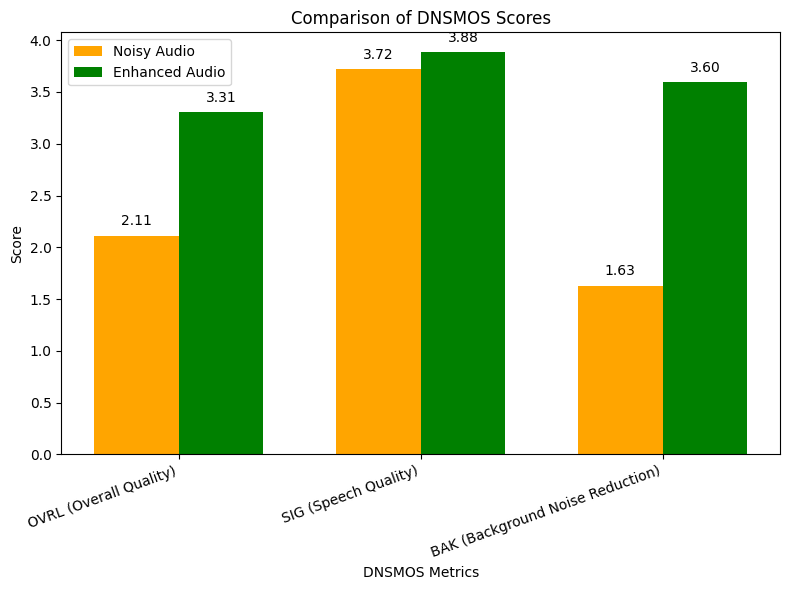 Comparison of DNSMOS Scores
Noisy Audio
Enhanced Audio
4.0
3.5
3.0
2.5
2.0
1.5
1.0
0.5
0.0
Score
2.11
3.31
3.72
3.88
1.63
3.60
OVRL (Overall Quality)
SIG (Speech Quality)
BAK (Background Noise Reduction)
DNSMOS Metrics